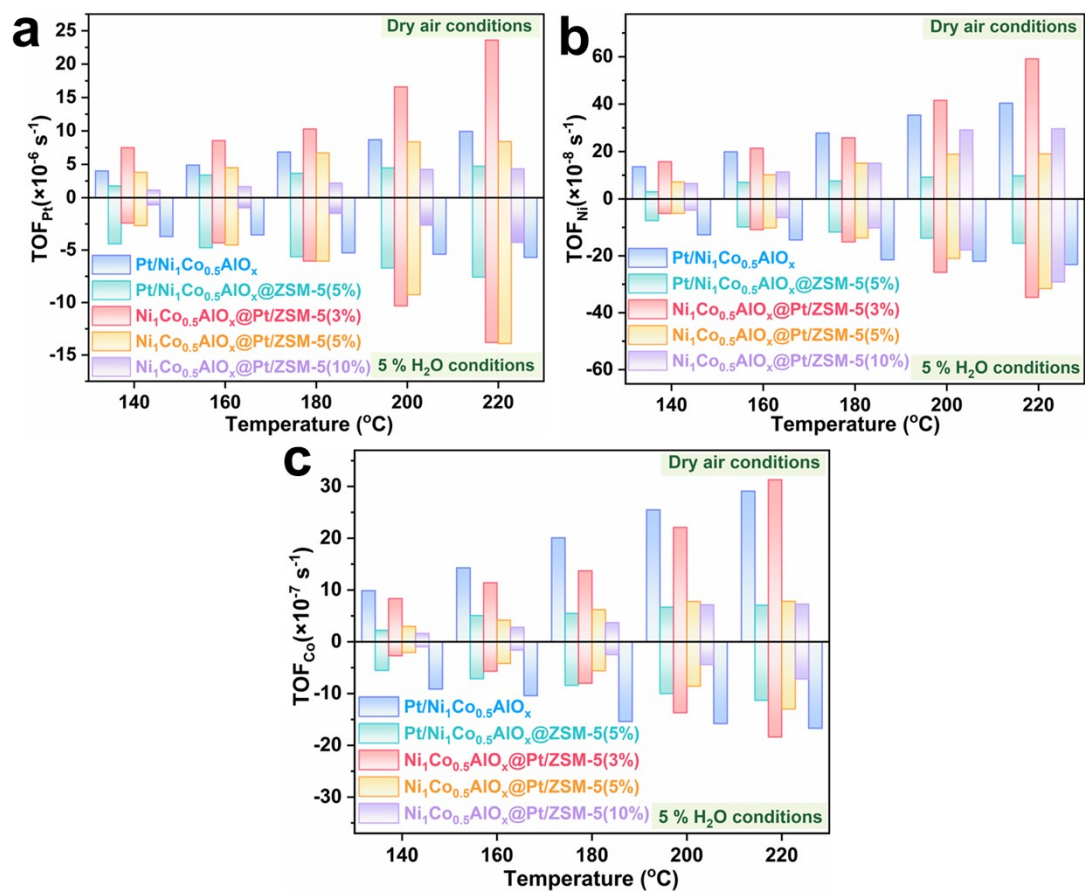 a
Dry air conditions
25
20
15
10
5
0
-5
-10
-15
TOF_Pt(×10⁻⁶ s⁻¹)
Pt/Ni₁Co₀.₅AlOₓ
Pt/Ni₁Co₀.₅AlOₓ@ZSM-5(5%)
Ni₁Co₀.₅AlOₓ@Pt/ZSM-5(3%)
Ni₁Co₀.₅AlOₓ@Pt/ZSM-5(5%)
Ni₁Co₀.₅AlOₓ@Pt/ZSM-5(10%)
5 % H₂O conditions
140 160 180 200 220
Temperature (°C)
b
Dry air conditions
60
40
20
0
-20
-40
-60
TOF_Ni(×10⁻⁸ s⁻¹)
Pt/Ni₁Co₀.₅AlOₓ
Pt/Ni₁Co₀.₅AlOₓ@ZSM-5(5%)
Ni₁Co₀.₅AlOₓ@Pt/ZSM-5(3%)
Ni₁Co₀.₅AlOₓ@Pt/ZSM-5(5%)
Ni₁Co₀.₅AlOₓ@Pt/ZSM-5(10%)
5 % H₂O conditions
140 160 180 200 220
Temperature (°C)
c
Dry air conditions
30
20
10
0
-10
-20
-30
TOF_Co(×10⁻⁷ s⁻¹)
Pt/Ni₁Co₀.₅AlOₓ
Pt/Ni₁Co₀.₅AlOₓ@ZSM-5(5%)
Ni₁Co₀.₅AlOₓ@Pt/ZSM-5(3%)
Ni₁Co₀.₅AlOₓ@Pt/ZSM-5(5%)
Ni₁Co₀.₅AlOₓ@Pt/ZSM-5(10%)
5 % H₂O conditions
140 160 180 200 220
Temperature (°C)